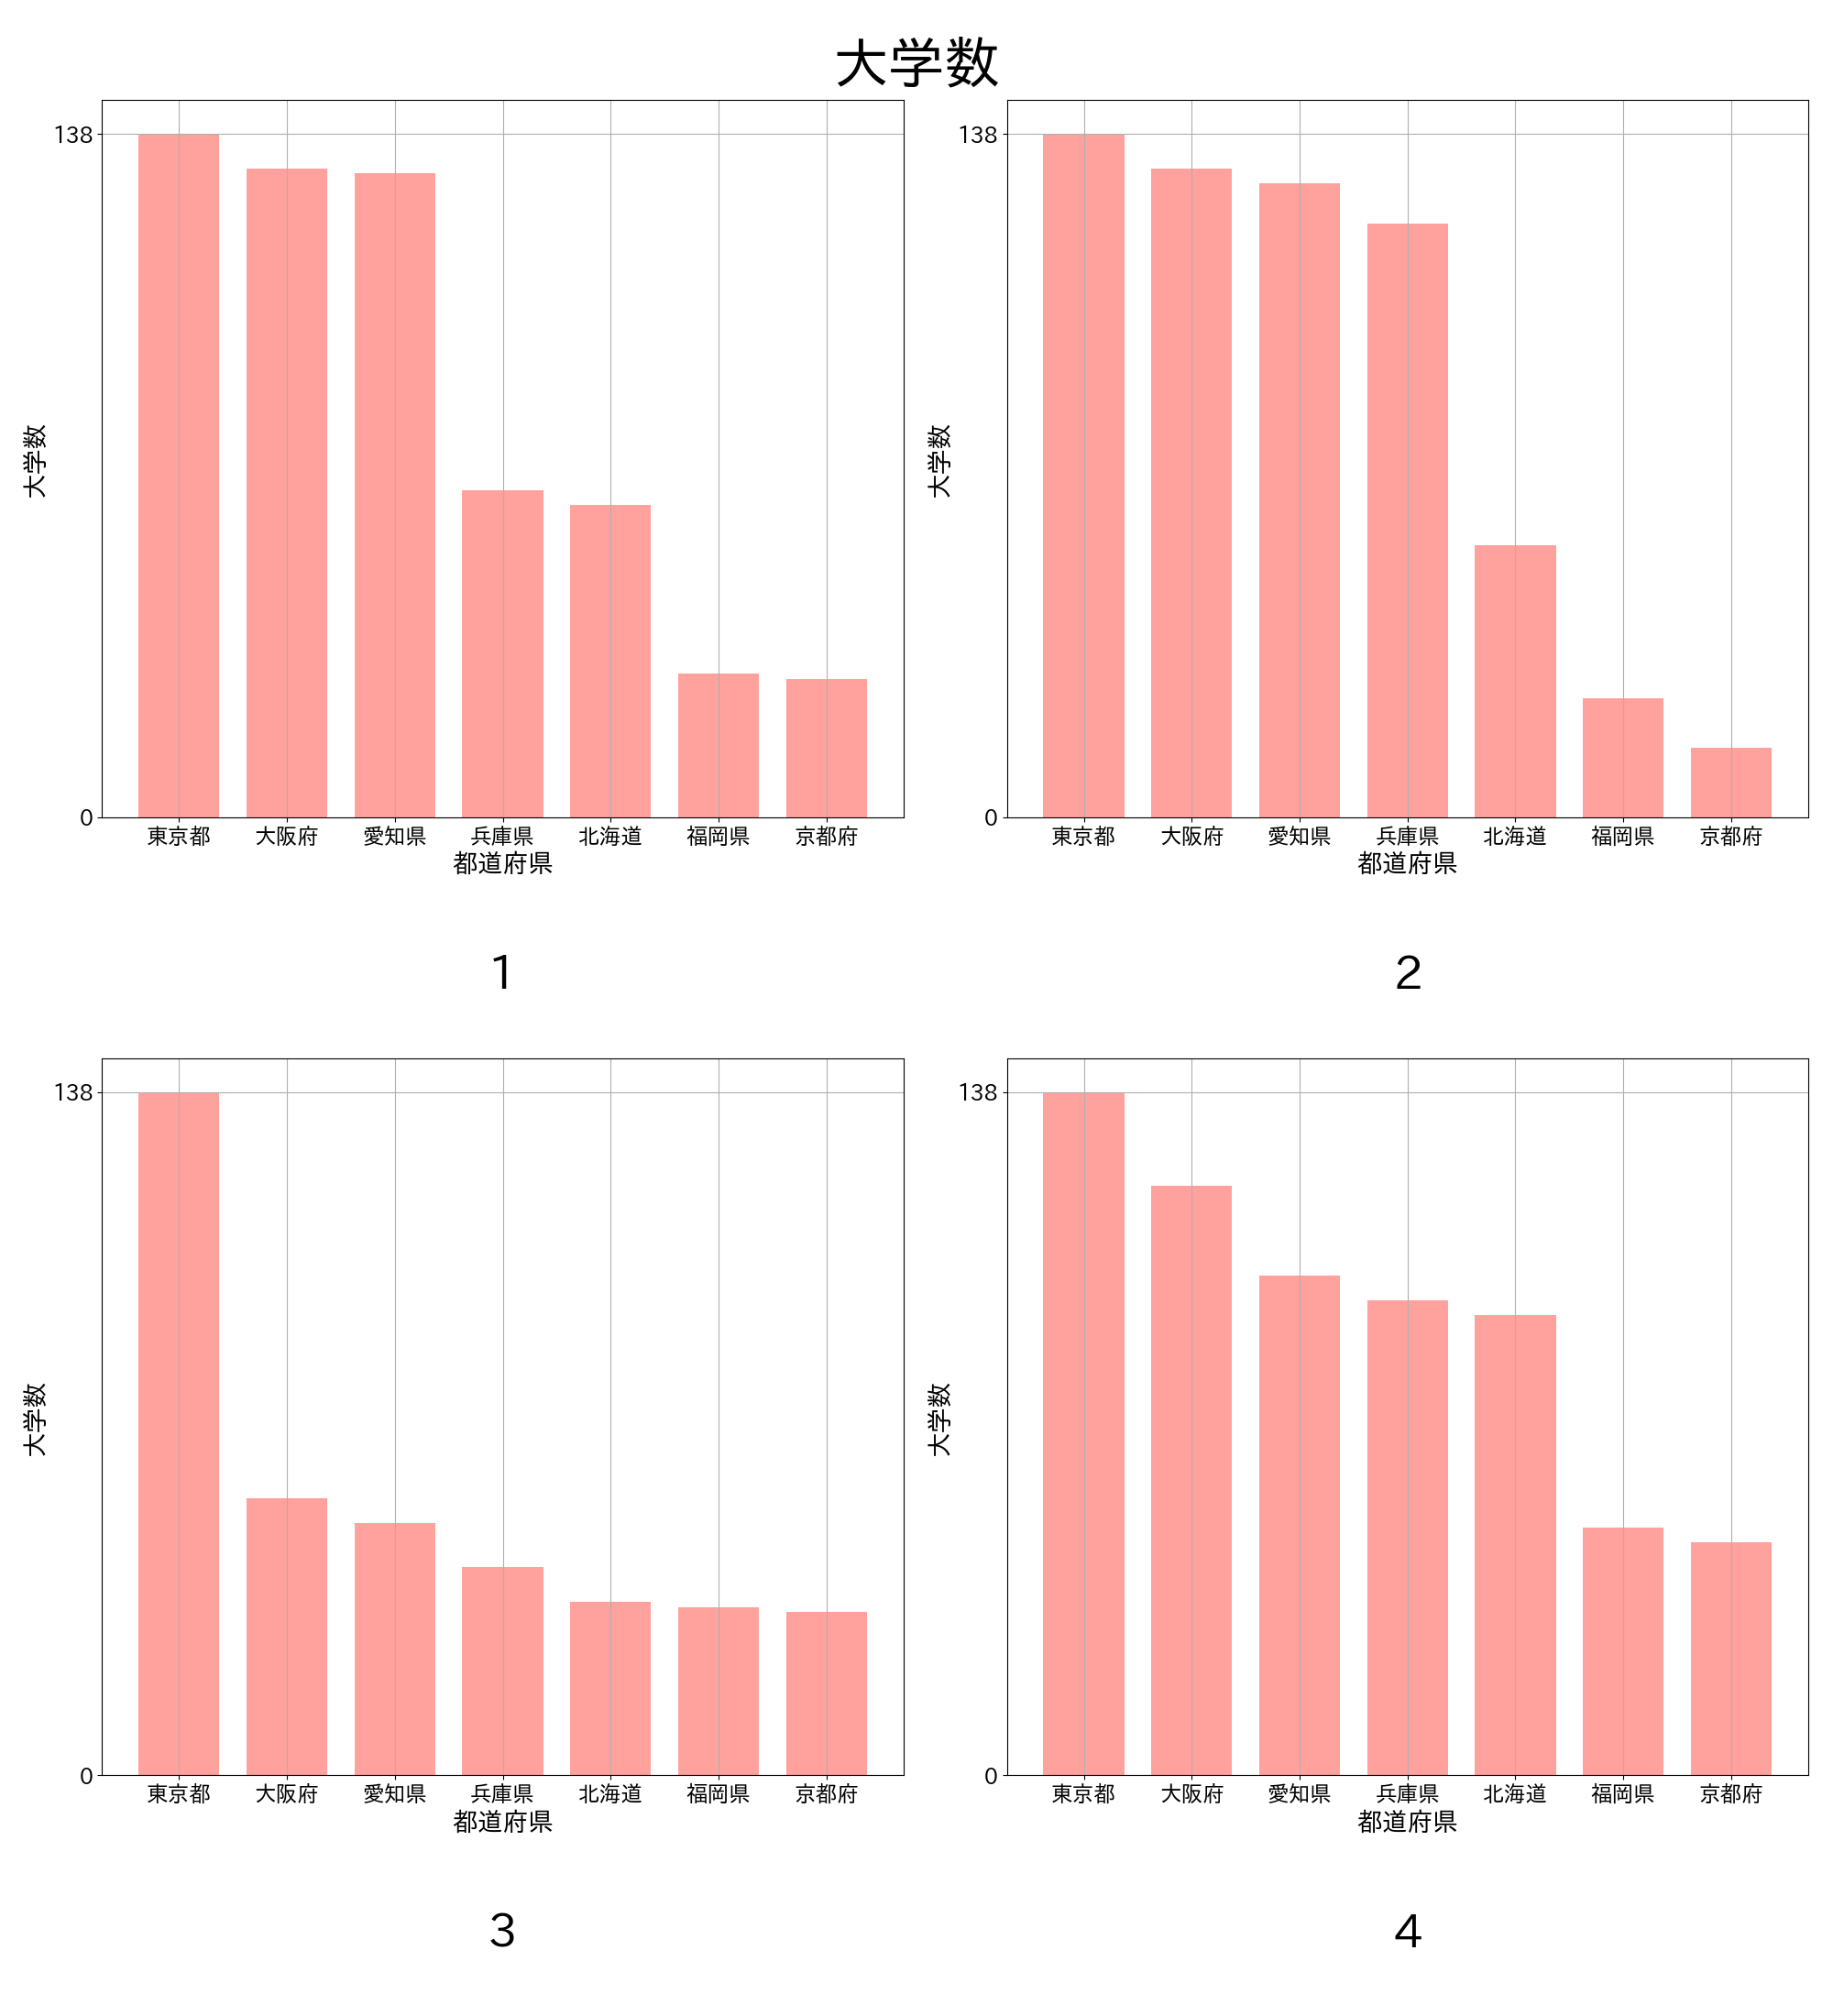 大学数
138
0
大学数
東京都 大阪府 愛知県 兵庫県 北海道 福岡県 京都府
都道府県
1
138
0
大学数
東京都 大阪府 愛知県 兵庫県 北海道 福岡県 京都府
都道府県
2
138
0
大学数
東京都 大阪府 愛知県 兵庫県 北海道 福岡県 京都府
都道府県
3
138
0
大学数
東京都 大阪府 愛知県 兵庫県 北海道 福岡県 京都府
都道府県
4